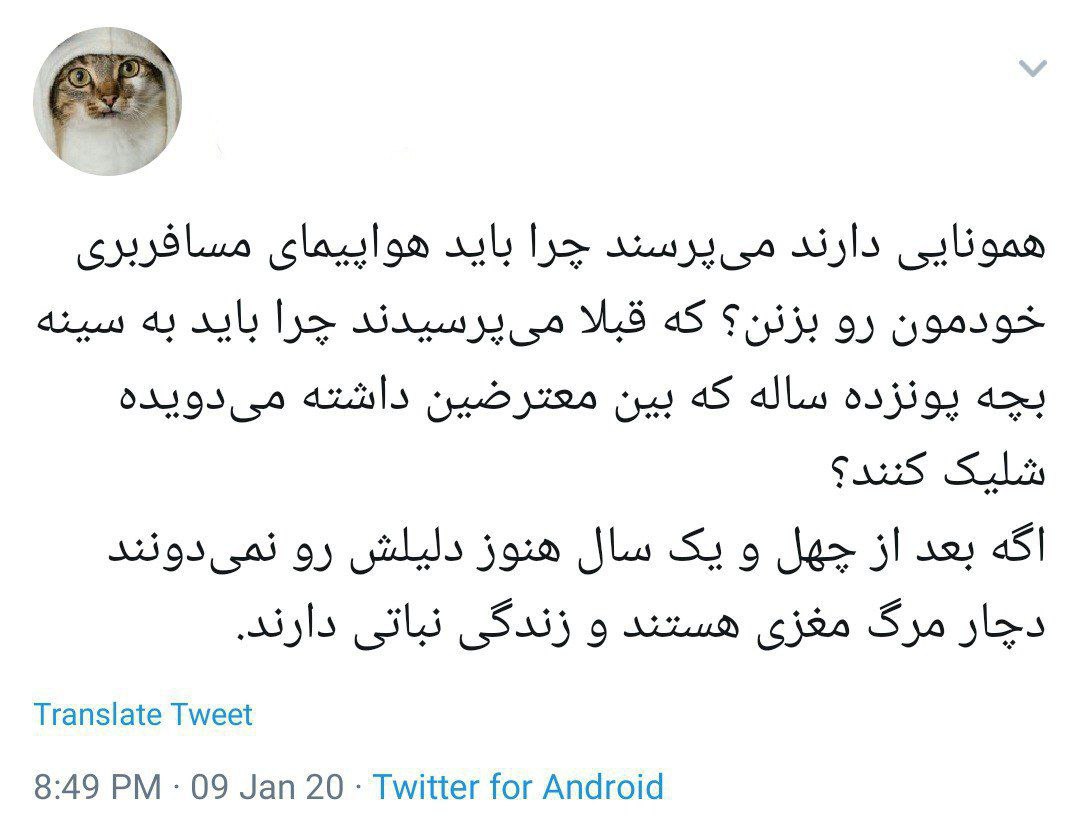 همونایی دارند می‌پرسند چرا باید هواپیمای مسافربری
خودمون رو بزنن؟ که قبلا می‌پرسیدند چرا باید به سینه
بچه پونزده ساله که بین معترضین داشته می‌دویده
شلیک کنند؟
اگه بعد از چهل و یک سال هنوز دلیلش رو نمی‌دونند
دچار مرگ مغزی هستند و زندگی نباتی دارند.
Translate Tweet
8:49 PM · 09 Jan 20 · Twitter for Android